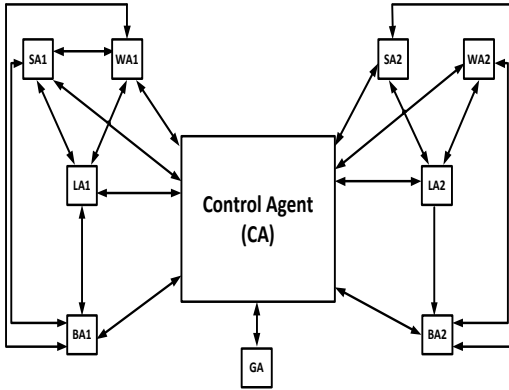 SA1
WA1
SA2
WA2
LA1
LA2
Control Agent
(CA)
BA1
BA2
GA